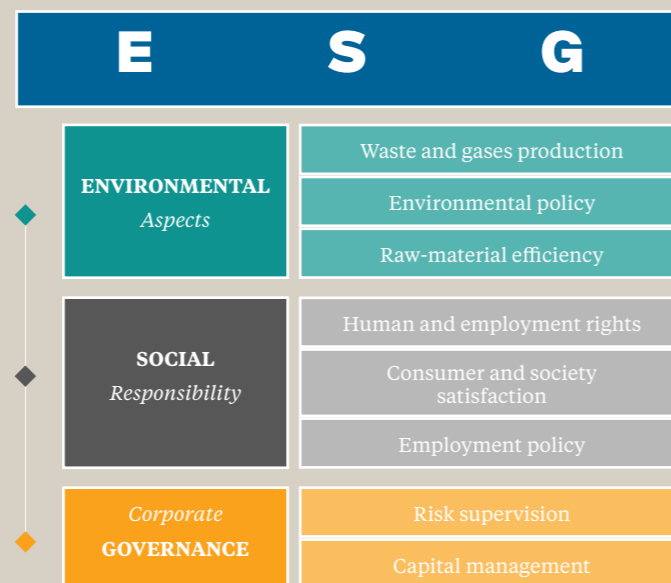 E S G
ENVIRONMENTAL
Aspects
Waste and gases production
Environmental policy
Raw-material efficiency
SOCIAL
Responsibility
Human and employment rights
Consumer and society
satisfaction
Employment policy
Corporate
GOVERNANCE
Risk supervision
Capital management